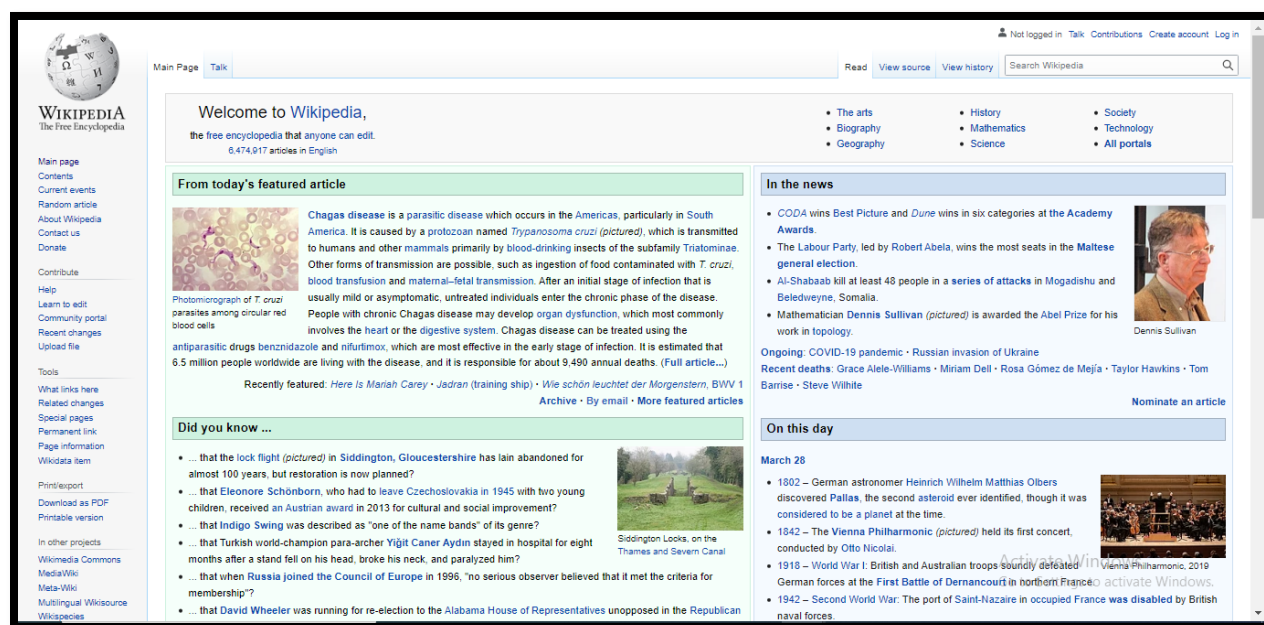 Not logged in Talk Contributions Create account Log in
Main Page Talk
Read View source View history Search Wikipedia
WIKIPEDIA
The Free Encyclopedia
Main page
Contents
Current events
Random article
About Wikipedia
Contact us
Donate
Contribute
Help
Learn to edit
Community portal
Recent changes
Upload file
Tools
What links here
Related changes
Special pages
Permanent link
Page information
Wikidata item
Print/export
Download as PDF
Printable version
In other projects
Wikimedia Commons
MediaWiki
Meta-Wiki
Multilingual Wikisource
Wikispecies
Welcome to Wikipedia,
the free encyclopedia that anyone can edit.
6,474,917 articles in English
• The arts
• Biography
• Geography
• History
• Mathematics
• Science
• Society
• Technology
• All portals
From today's featured article
Chagas disease is a parasitic disease which occurs in the Americas, particularly in South
America. It is caused by a protozoan named Trypanosoma cruzi (pictured), which is transmitted
to humans and other mammals primarily by blood-drinking insects of the subfamily Triatominae.
Other forms of transmission are possible, such as ingestion of food contaminated with T. cruzi,
blood transfusion and maternal–fetal transmission. After an initial stage of infection that is
usually mild or asymptomatic, untreated individuals enter the chronic phase of the disease.
People with chronic Chagas disease may develop organ dysfunction, which most commonly
involves the heart or the digestive system. Chagas disease can be treated using the
antiparasitic drugs benznidazole and nifurtimox, which are most effective in the early stage of infection. It is estimated that
6.5 million people worldwide are living with the disease, and it is responsible for about 9,490 annual deaths. (Full article...)
Photomicrograph of T. cruzi
parasites among circular red
blood cells
Recently featured: Here Is Mariah Carey · Jadran (training ship) · Wie schön leuchtet der Morgenstern, BWV 1
Archive · By email · More featured articles
Did you know ...
• ... that the lock flight (pictured) in Siddington, Gloucestershire has lain abandoned for
almost 100 years, but restoration is now planned?
• ... that Eleonore Schönborn, who had to leave Czechoslovakia in 1945 with two young
children, received an Austrian award in 2013 for cultural and social improvement?
• ... that Indigo Swing was described as "one of the name bands" of its genre?
• ... that Turkish world-champion para-archer Yiğit Caner Aydın stayed in hospital for eight
months after a stand fell on his head, broke his neck, and paralyzed him?
• ... that when Russia joined the Council of Europe in 1996, "no serious observer believed that it met the criteria for
membership"?
• ... that David Wheeler was running for re-election to the Alabama House of Representatives unopposed in the Republican
Siddington Locks, on the
Thames and Severn Canal
In the news
• CODA wins Best Picture and Dune wins in six categories at the Academy
Awards.
• The Labour Party, led by Robert Abela, wins the most seats in the Maltese
general election.
• Al-Shabaab kill at least 48 people in a series of attacks in Mogadishu and
Beledweyne, Somalia.
• Mathematician Dennis Sullivan (pictured) is awarded the Abel Prize for his
work in topology.
Dennis Sullivan
Ongoing: COVID-19 pandemic · Russian invasion of Ukraine
Recent deaths: Grace Alele-Williams · Miriam Dell · Rosa Gómez de Mejía · Taylor Hawkins · Tom
Barrise · Steve Wilhite
Nominate an article
On this day
March 28
• 1802 – German astronomer Heinrich Wilhelm Matthias Olbers
discovered Pallas, the second asteroid ever identified, though it was
considered to be a planet at the time.
• 1842 – The Vienna Philharmonic (pictured) held its first concert,
conducted by Otto Nicolai.
• 1918 – World War I: British and Australian troops soundly defeated
German forces at the First Battle of Dernancourt in northern France.
• 1942 – Second World War: The port of Saint-Nazaire in occupied France was disabled by British
naval forces.
Vienna Philharmonic, 2019
Activate Windows
to activate Windows.